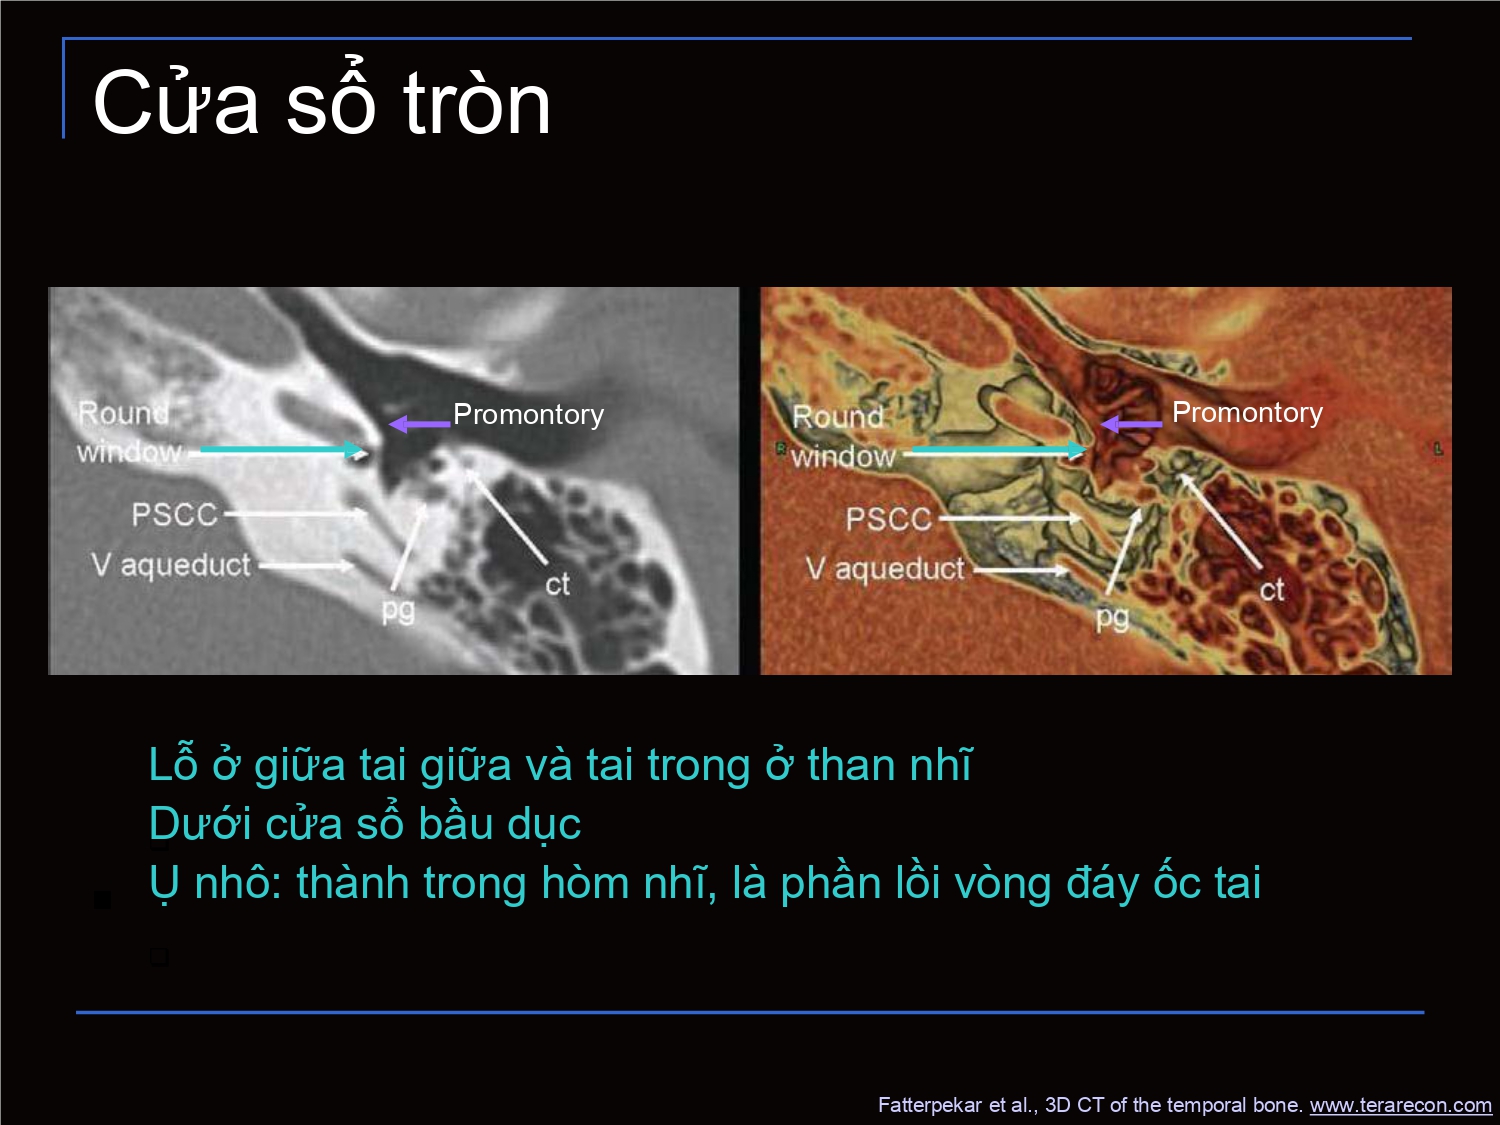 Cửa sổ tròn
Round
window
Promontory
PSCC
V aqueduct
pg
ct
R
Round
window
Promontory
L
PSCC
V aqueduct
pg
ct
Lỗ ở giữa tai giữa và tai trong ở than nhĩ
Dưới cửa sổ bầu dục
Ụ nhô: thành trong hòm nhĩ, là phần lồi vòng đáy ốc tai
Fatterpekar et al., 3D CT of the temporal bone. www.terarecon.com